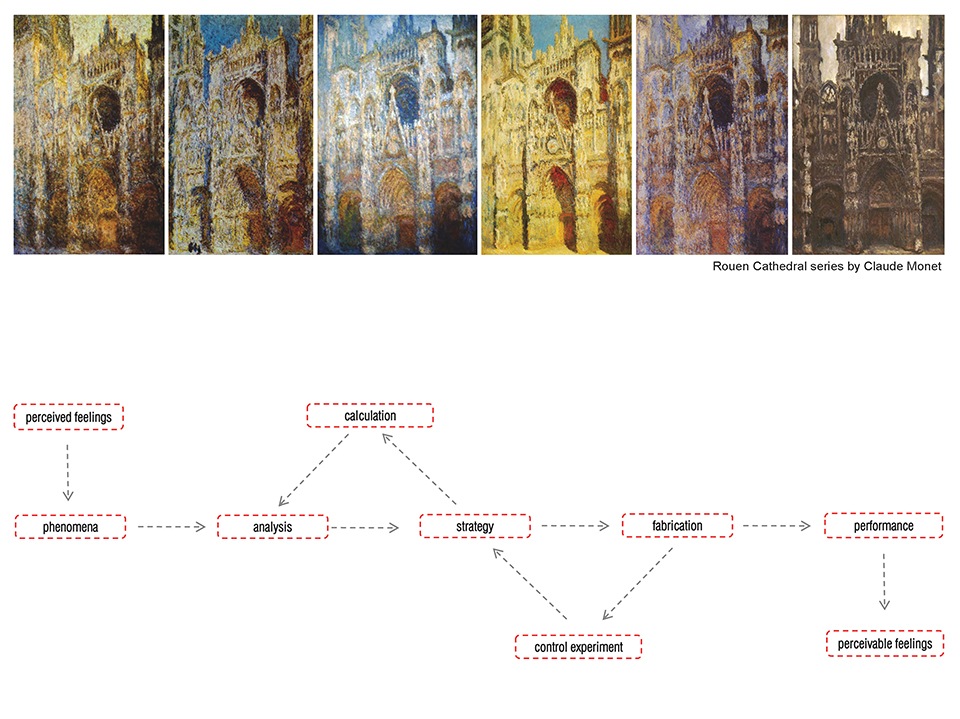 Rouen Cathedral series by Claude Monet
perceived feelings
calculation
phenomena
analysis
strategy
fabrication
performance
control experiment
perceivable feelings